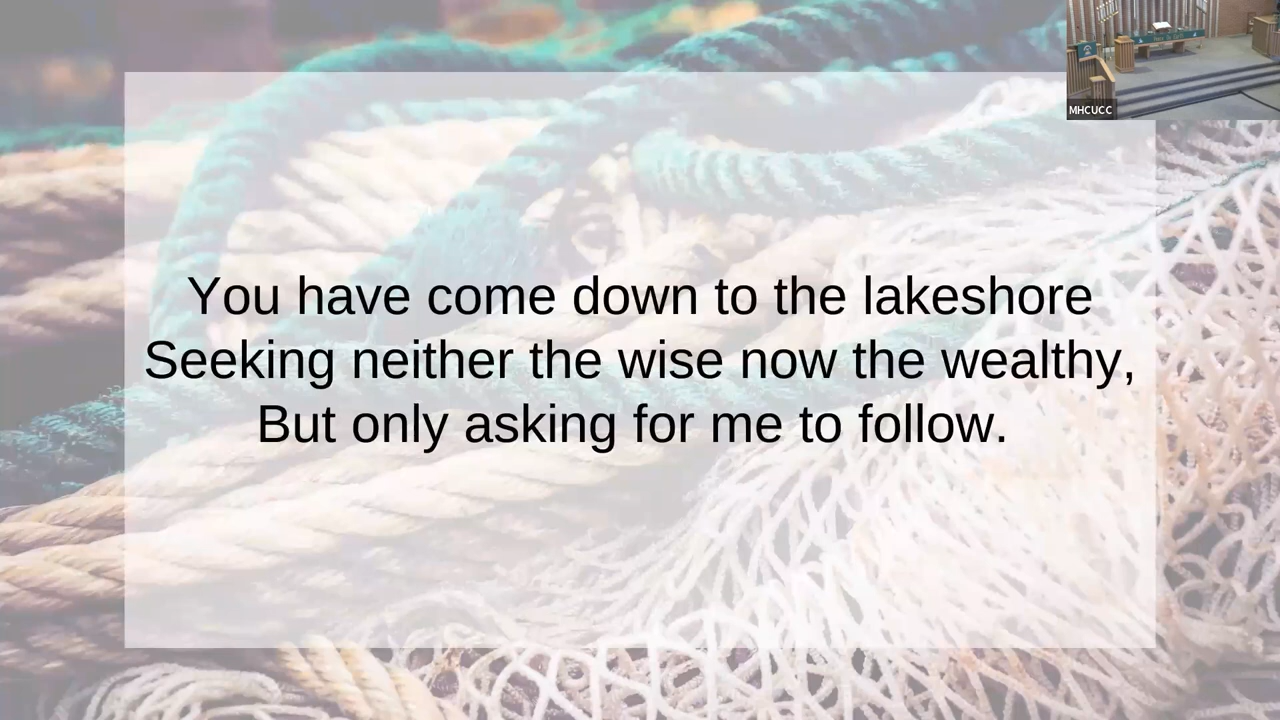 MHCUCC
You have come down to the lakeshore
Seeking neither the wise now the wealthy,
But only asking for me to follow.